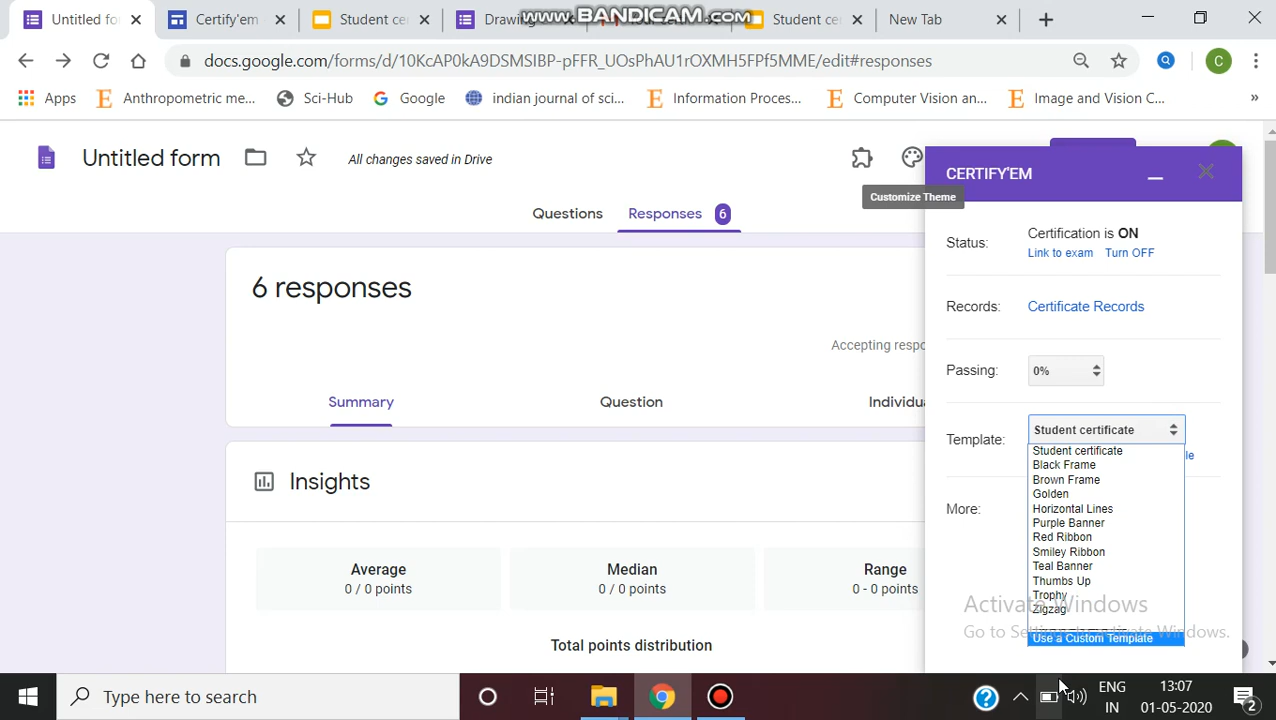 Untitled fo
Certify'em
Student cer
Drawing
WWW.BANDICAM.COM
Student ce
New Tab
docs.google.com/forms/d/10KcAP0kA9DSMSIBP-pFFR_UOsPhAU1rOXMH5FPf5MME/edit#responses
C
Apps
Anthropometric me...
Sci-Hub
Google
indian journal of sci...
Information Proces...
Computer Vision an...
Image and Vision C...
»
Untitled form
All changes saved in Drive
Customize Theme
Questions
Responses
6
6 responses
Accepting respo
Summary
Question
Individua
Insights
Average
0 / 0 points
Median
0 / 0 points
Range
0 - 0 points
Total points distribution
CERTIFY'EM
Status:
Certification is ON
Link to exam
Turn OFF
Records:
Certificate Records
Passing:
0%
Template:
Student certificate
le
Student certificate
Black Frame
Brown Frame
Golden
Horizontal Lines
Purple Banner
Red Ribbon
Smiley Ribbon
Teal Banner
Thumbs Up
Trophy
Zigzag
Use a Custom Template
More:
Activate Windows
Go to Settings to activate Windows.
Type here to search
ENG
IN
13:07
01-05-2020
2